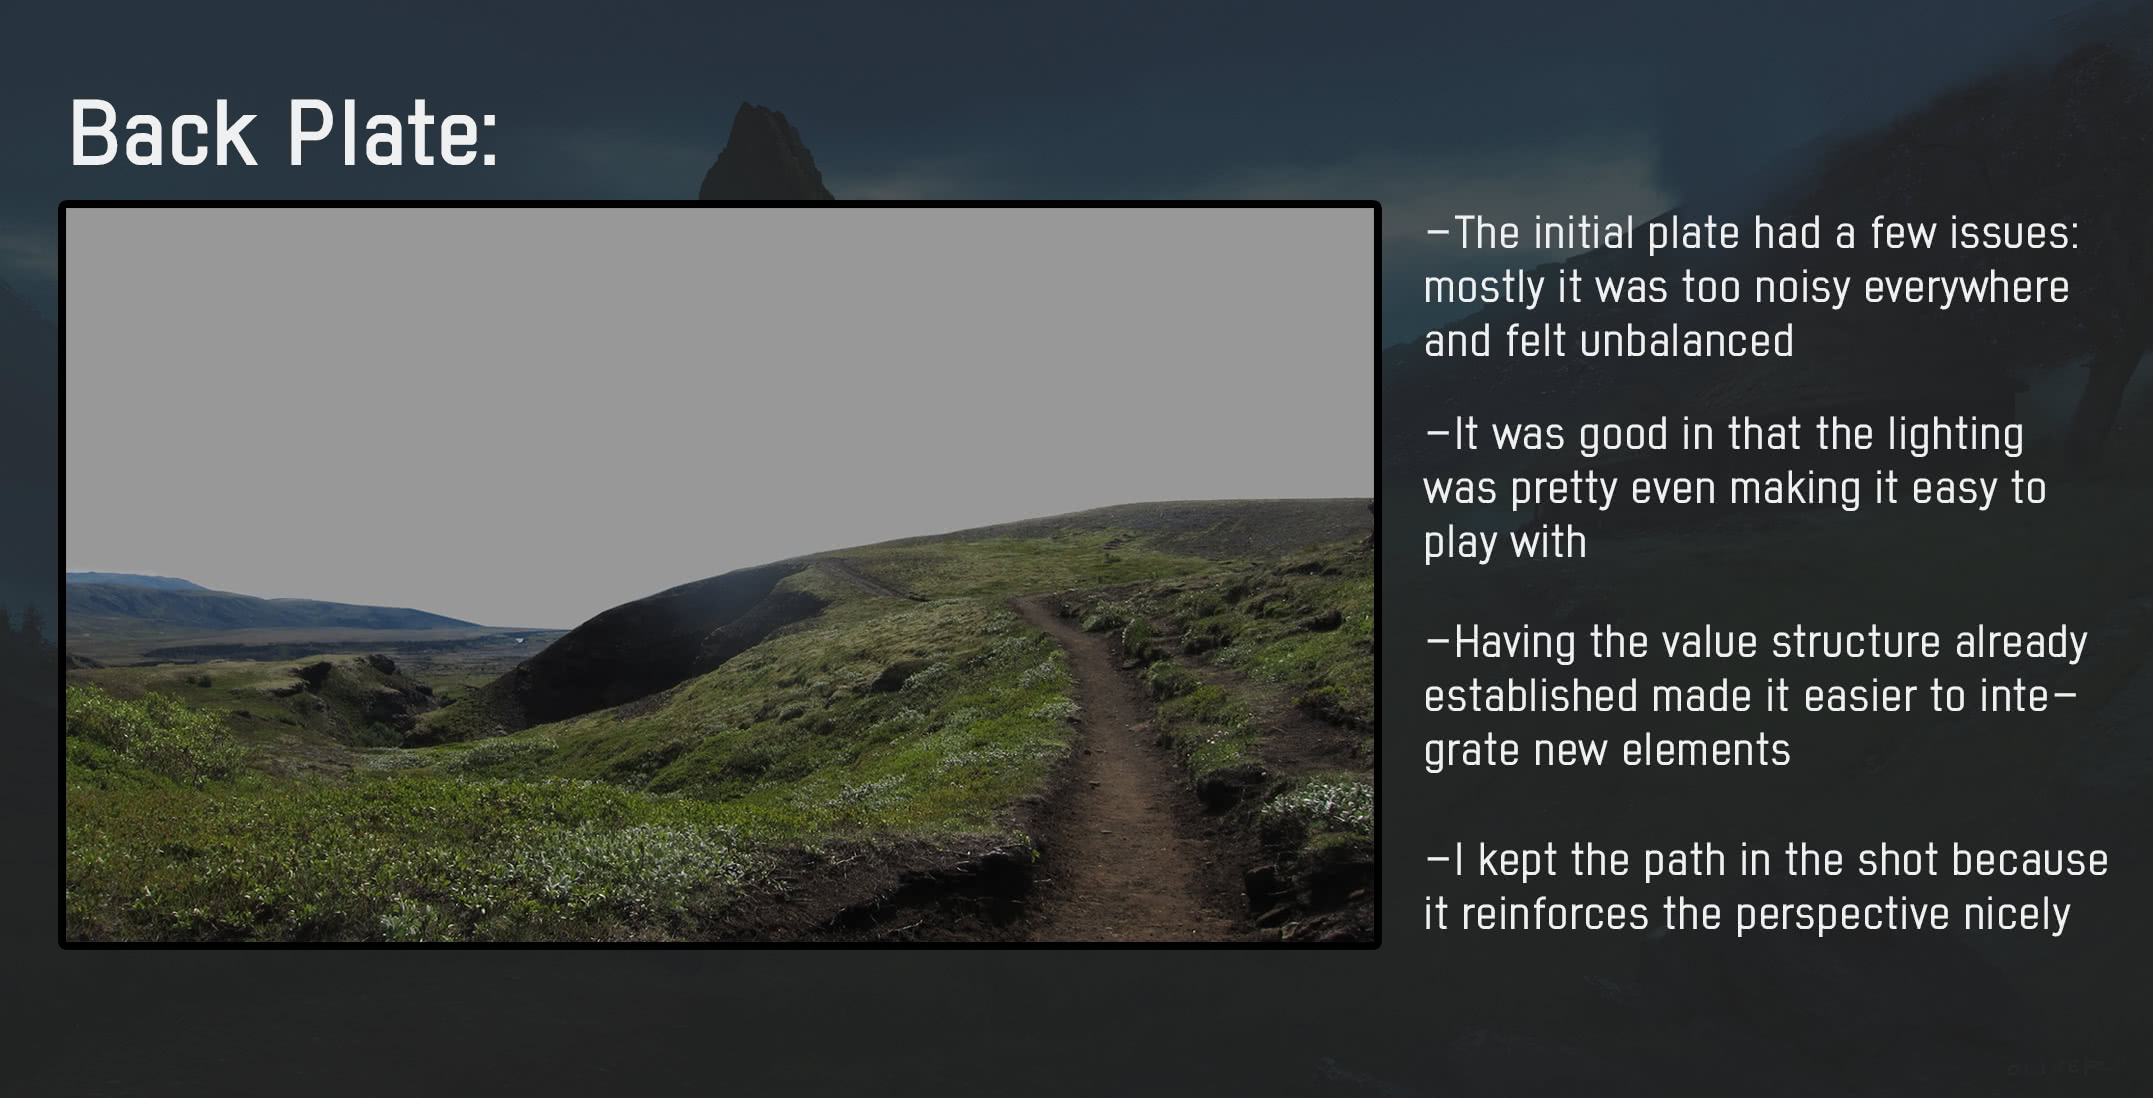 Back Plate:
–The initial plate had a few issues:
mostly it was too noisy everywhere
and felt unbalanced
–It was good in that the lighting
was pretty even making it easy to
play with
–Having the value structure already
established made it easier to inte–
grate new elements
–I kept the path in the shot because
it reinforces the perspective nicely